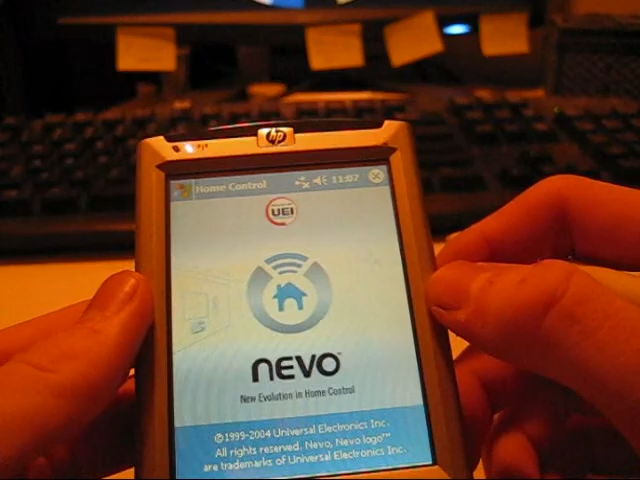 hp
Home Control 11:07
UEI
NEVO™
New Evolution in Home Control
©1999-2004 Universal Electronics Inc.
All rights reserved. Nevo, Nevo logo™
are trademarks of Universal Electronics Inc.